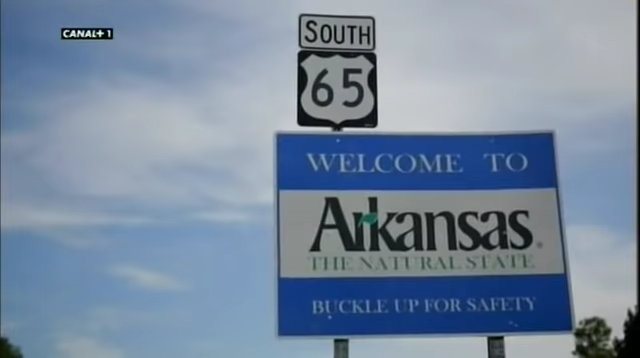 CANAL+ 1
SOUTH
65
WELCOME TO
Arkansas
THE NATURAL STATE
BUCKLE UP FOR SAFETY